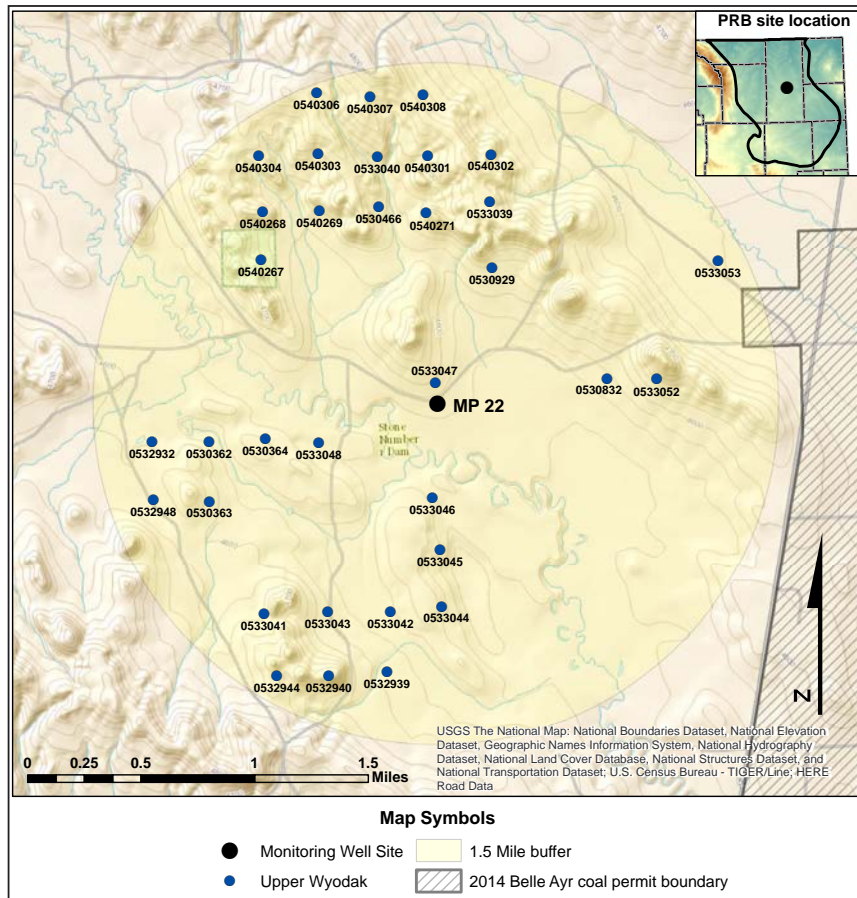 PRB site location
0540306
0540307
0540308
0540304
0540303
0533040
0540301
0540302
0540268
0540269
0530466
0540271
0533039
0540267
0530929
0533053
0533047
0530832
0533052
MP 22
Stone
Number
1 Dam
0532932
0530362
0530364
0533048
0532948
0530363
0533046
0533045
0533041
0533043
0533042
0533044
0532944
0532940
0532939
N
USGS The National Map: National Boundaries Dataset, National Elevation
Dataset, Geographic Names Information System, National Hydrography
Dataset, National Land Cover Database, National Structures Dataset, and
National Transportation Dataset; U.S. Census Bureau - TIGER/Line; HERE
Road Data
0 0.25 0.5 1 1.5
Miles
Map Symbols
Monitoring Well Site
1.5 Mile buffer
Upper Wyodak
2014 Belle Ayr coal permit boundary